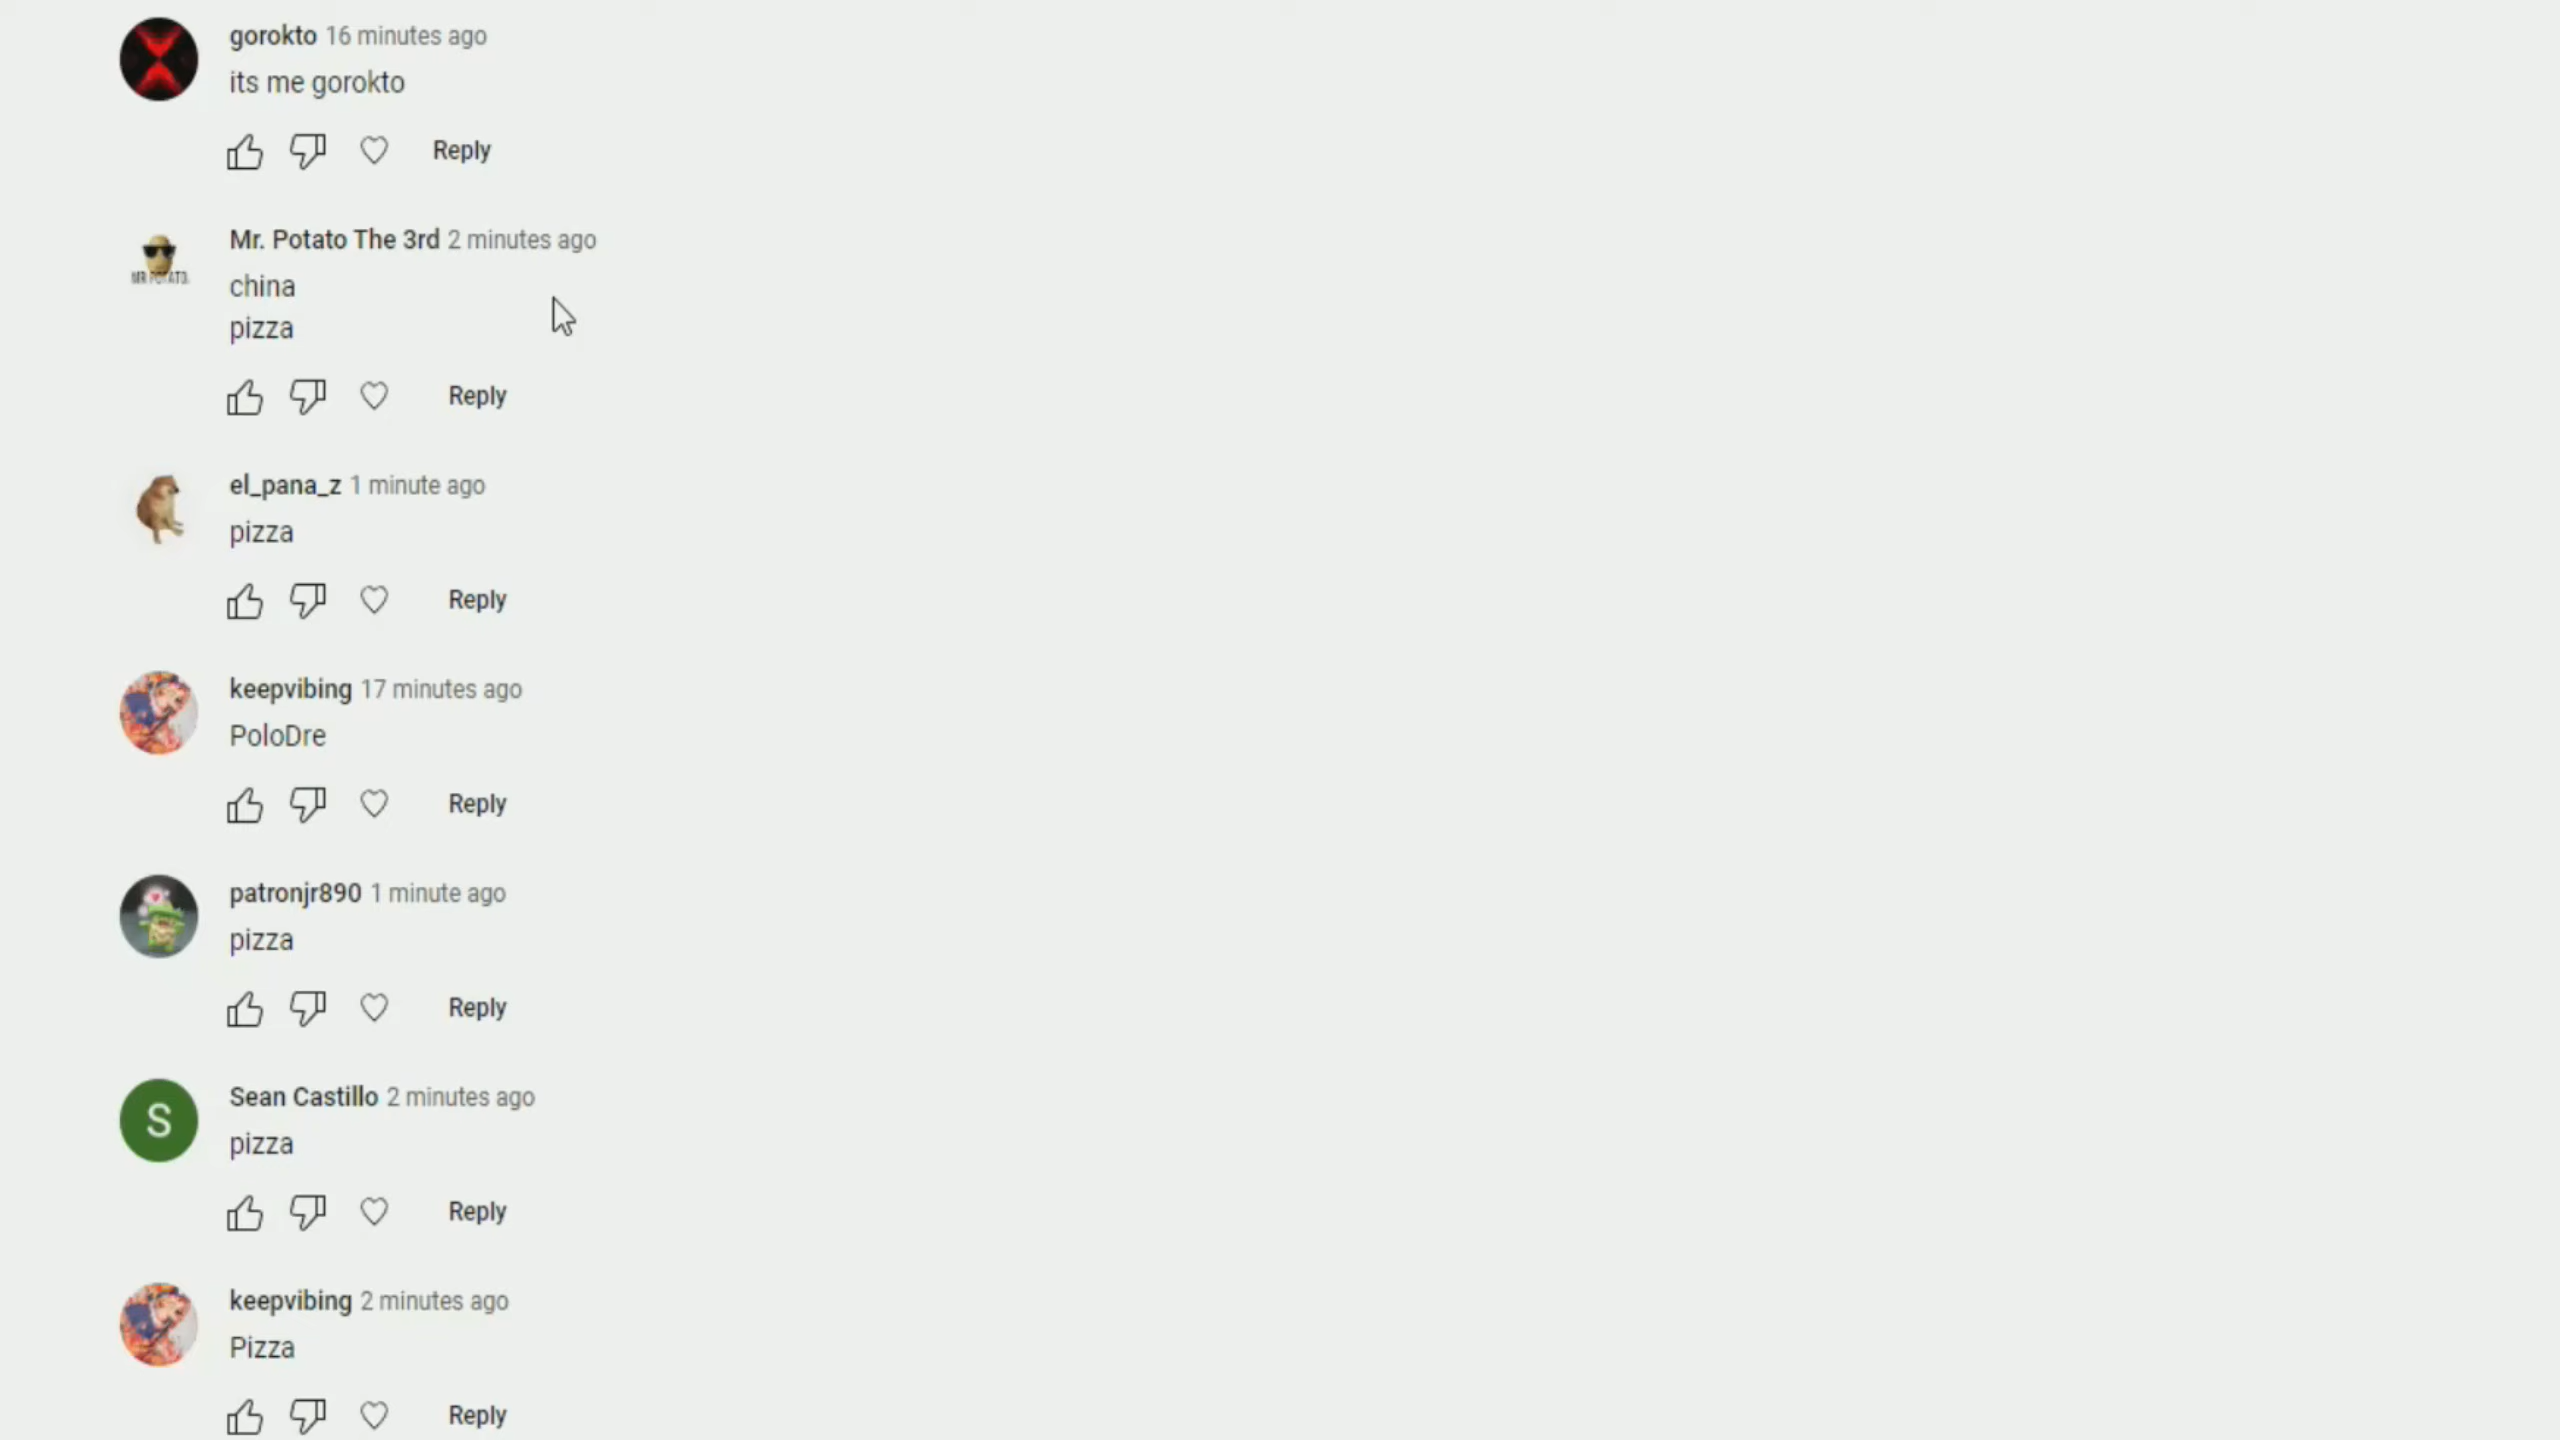 gorokto 16 minutes ago
its me gorokto
Reply
Mr. Potato The 3rd 2 minutes ago
MR POTATO
china
pizza
Reply
el_pana_z 1 minute ago
pizza
Reply
keepvibing 17 minutes ago
PoloDre
Reply
patronjr890 1 minute ago
pizza
Reply
S
Sean Castillo 2 minutes ago
pizza
Reply
keepvibing 2 minutes ago
Pizza
Reply